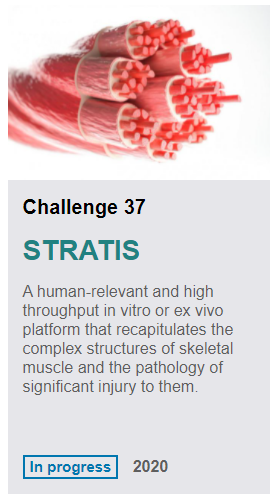 Challenge 37
STRATIS
A human-relevant and high
throughput in vitro or ex vivo
platform that recapitulates the
complex structures of skeletal
muscle and the pathology of
significant injury to them.
In progress 2020